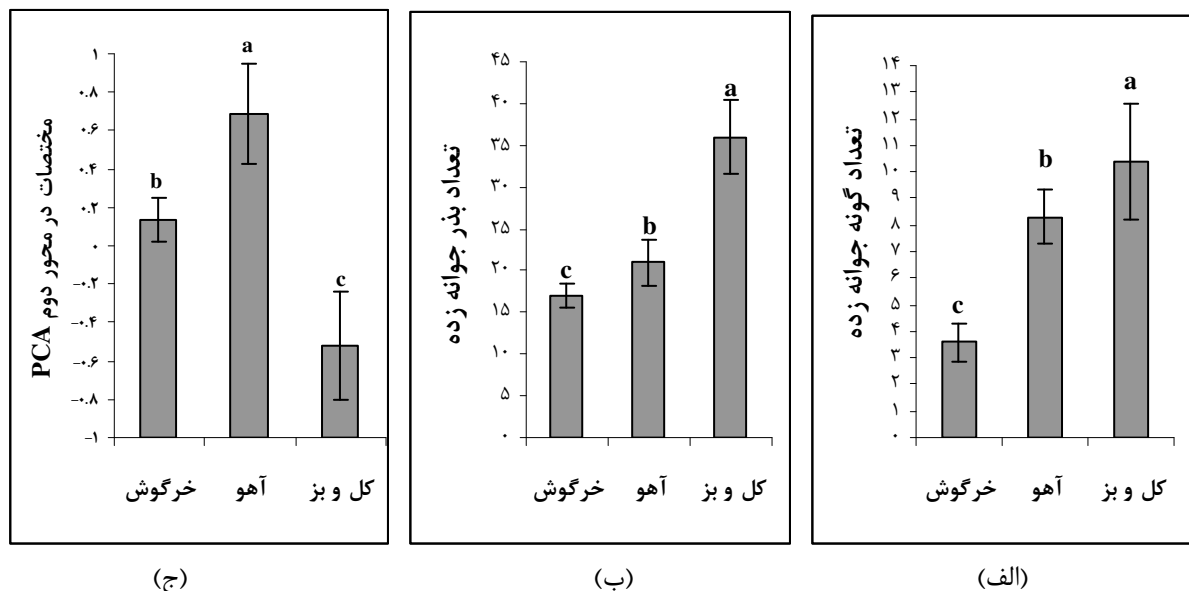 تعداد گونه جوانه زده
۱۴
۱۳
۱۲
۱۱
۱۰
۹
۸
۷
۶
۵
۴
۳
۲
۱
۰
c
b
a
خرگوش
آهو
کل و بز
(الف)
تعداد بذر جوانه زده
۴۵
۴۰
۳۵
۳۰
۲۵
۲۰
۱۵
۱۰
۵
۰
c
b
a
خرگوش
آهو
کل و بز
(ب)
مختصات در محور دوم PCA
۱
۰.۸
۰.۶
۰.۴
۰.۲
۰
-۰.۲
-۰.۴
-۰.۶
-۰.۸
-۱
b
a
c
خرگوش
آهو
کل و بز
(ج)